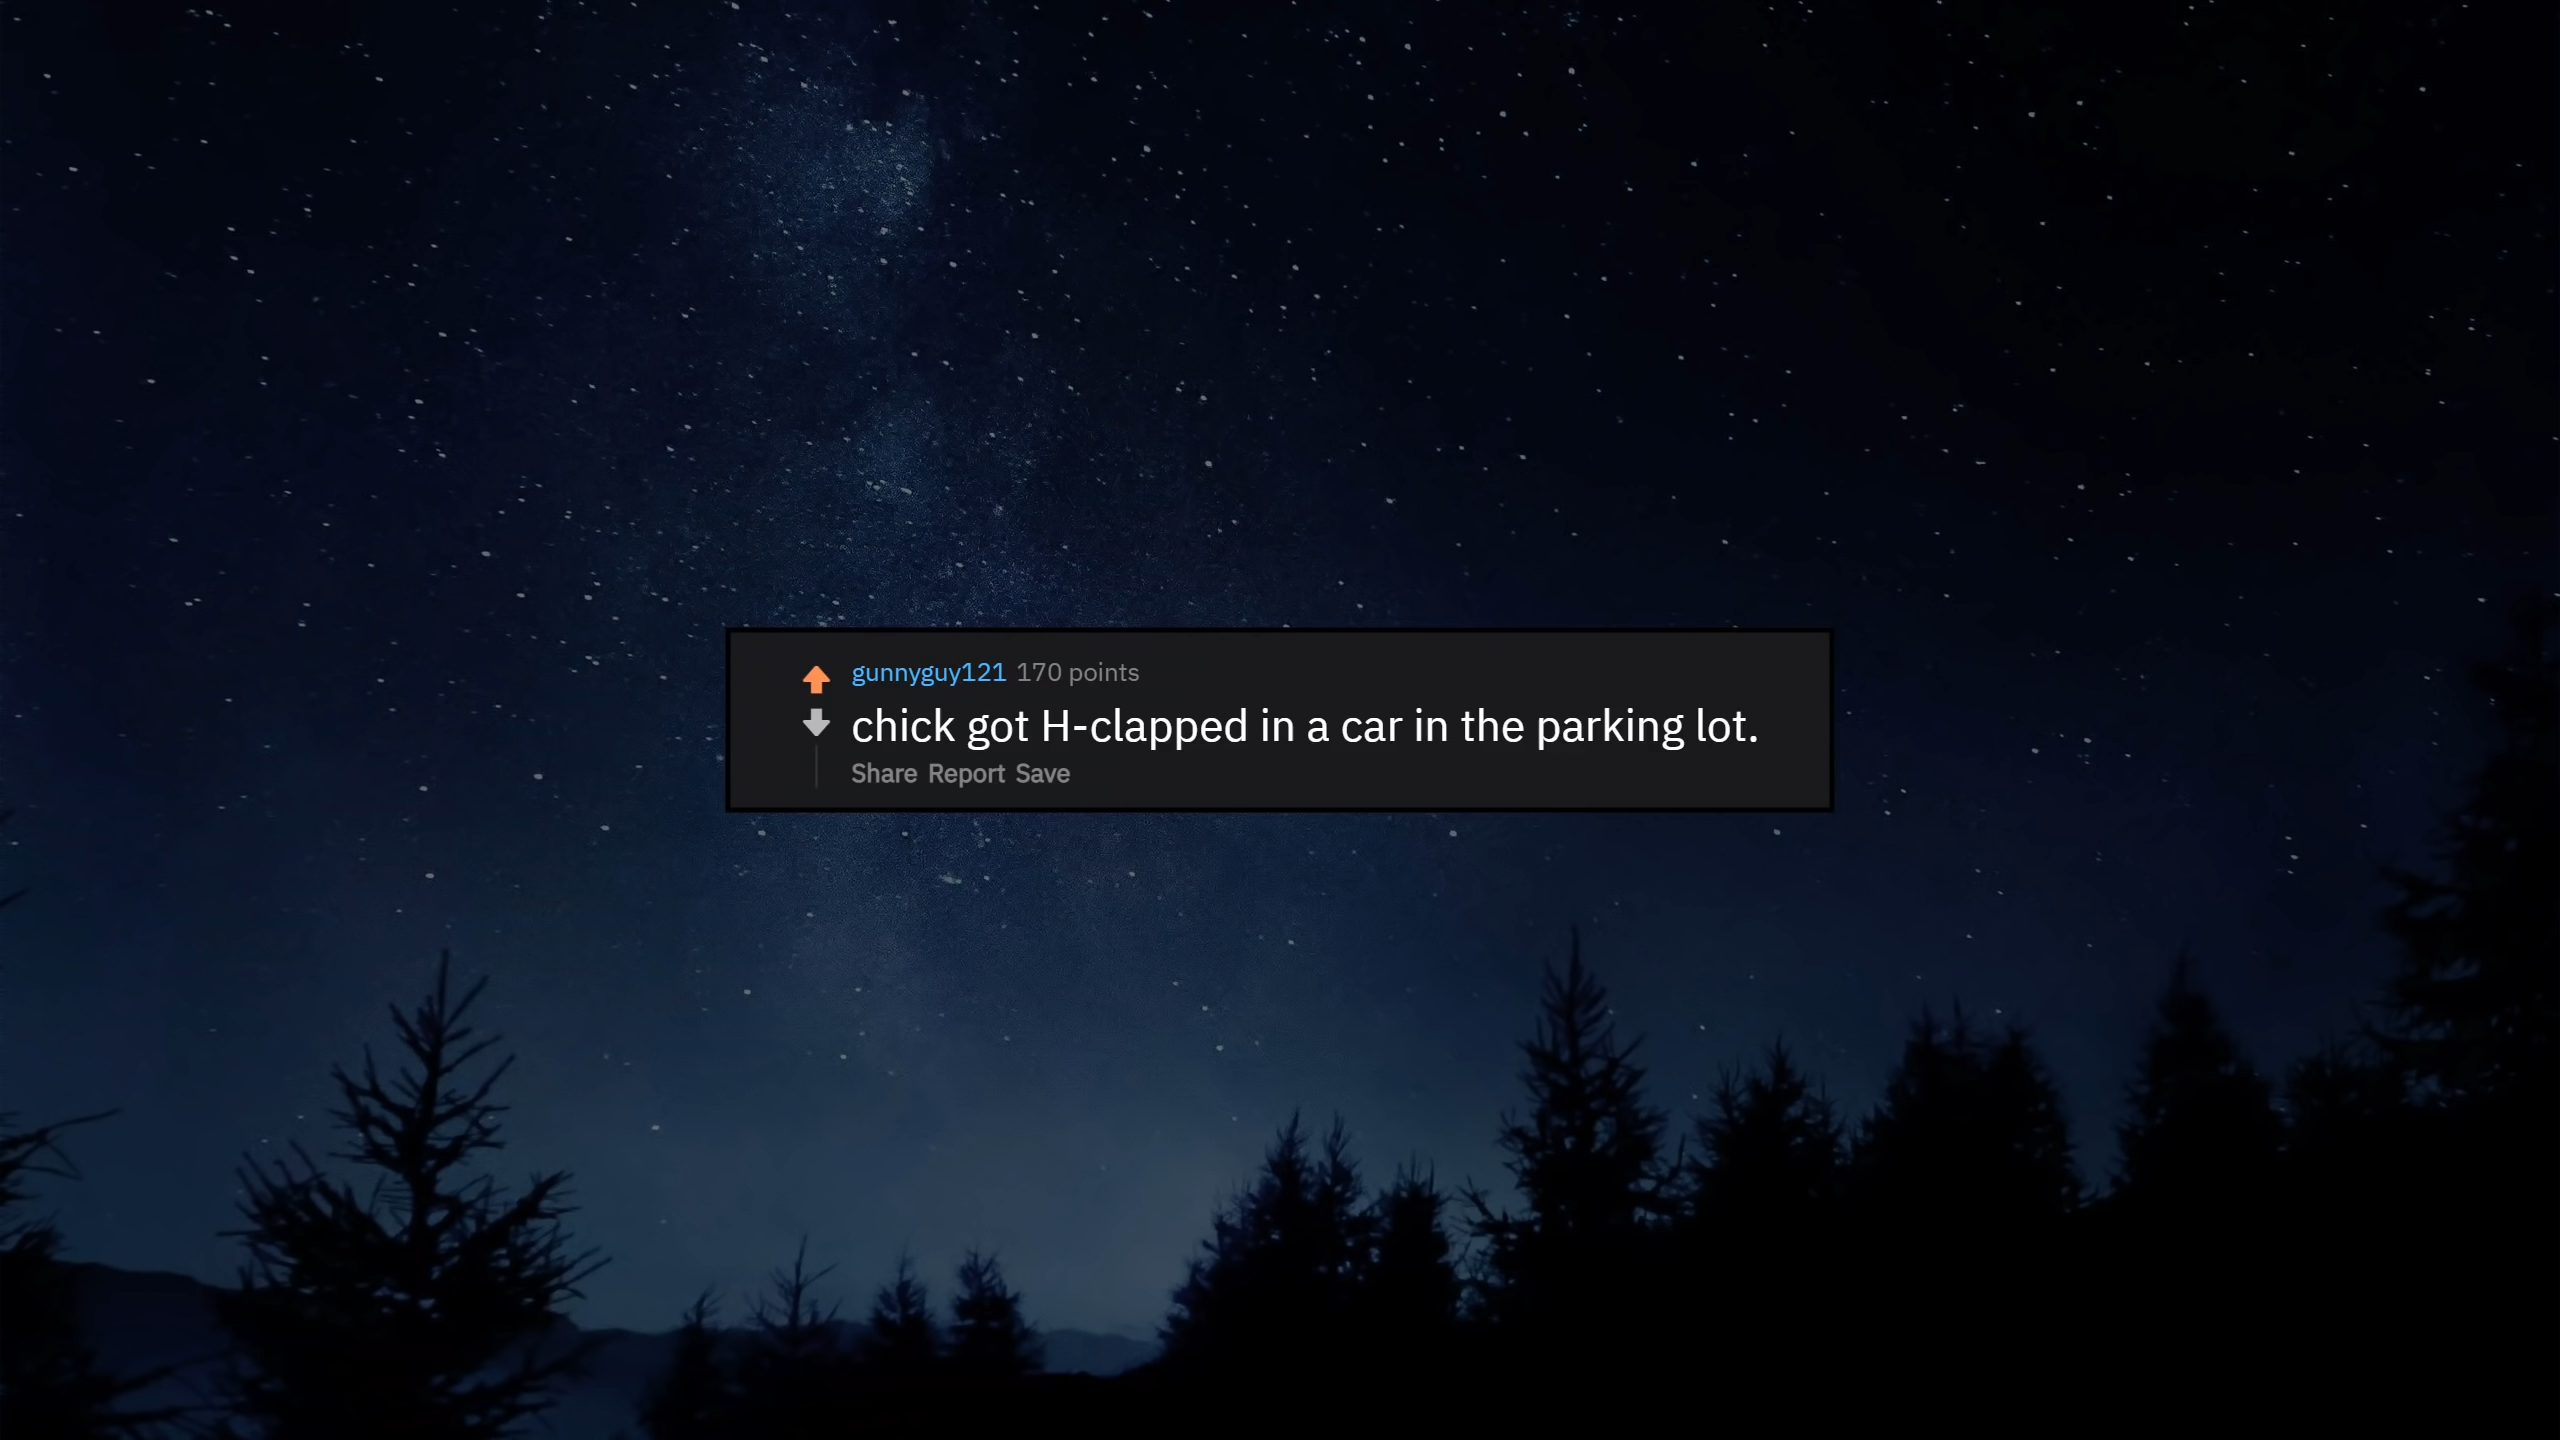 gunnyguy121 170 points
chick got H-clapped in a car in the parking lot.
Share Report Save